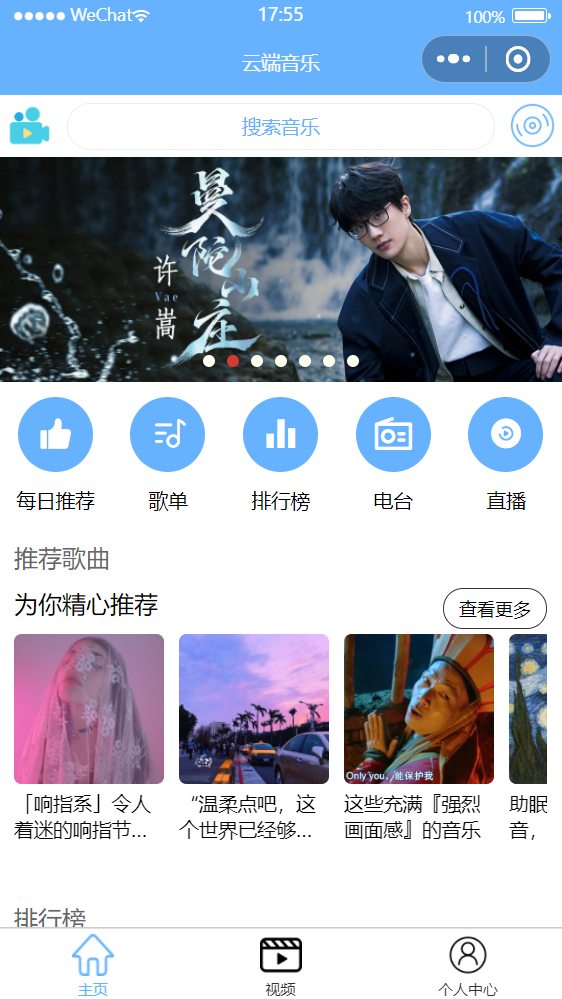 WeChat
17:55
100%
云端音乐
搜索音乐
曼陀山庄
许嵩
Vae
每日推荐
歌单
排行榜
电台
直播
推荐歌曲
为你精心推荐
查看更多
Only you，能保护我
「响指系」令人
着迷的响指节...
“温柔点吧，这
个世界已经够...
这些充满『强烈
画面感』的音乐
助眠
音，
排行榜
主页
视频
个人中心